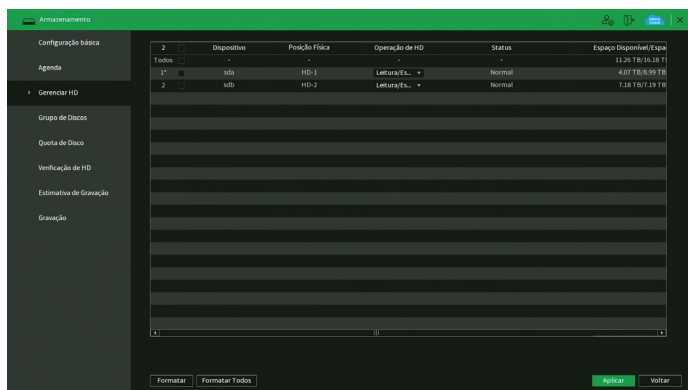 Armazenamento
Configuração básica
Agenda
> Gerenciar HD
Grupo de Discos
Quota de Disco
Verificação de HD
Estimativa de Gravação
Gravação
2 Dispositivo Posição Física Operação de HD Status Espaço Disponível/Espa
Todos - - - - 11.26 TB/16.18 T
1* sda HD-1 Leitura/Es... Normal 4.07 TB/8.99 TB
2 sdb HD-2 Leitura/Es... Normal 7.18 TB/7.19 TB
Formatar Formatar Todos Aplicar Voltar